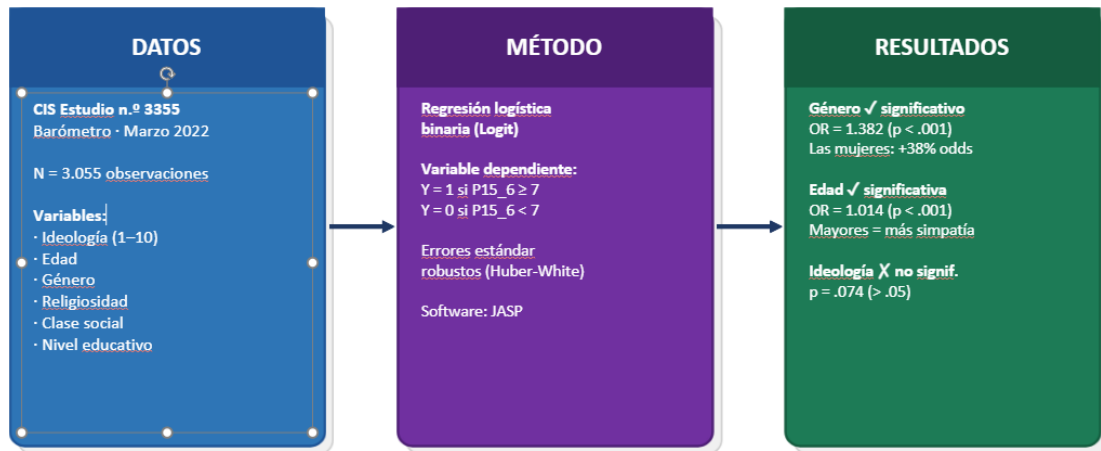 DATOS
CIS Estudio n.º 3355
Barómetro · Marzo 2022
N = 3.055 observaciones
Variables:
· Ideología (1–10)
· Edad
· Género
· Religiosidad
· Clase social
· Nivel educativo
MÉTODO
Regresión logística
binaria (Logit)
Variable dependiente:
Y = 1 si P15_6 ≥ 7
Y = 0 si P15_6 < 7
Errores estándar
robustos (Huber-White)
Software: JASP
RESULTADOS
Género ✓ significativo
OR = 1.382 (p < .001)
Las mujeres: +38% odds
Edad ✓ significativa
OR = 1.014 (p < .001)
Mayores = más simpatía
Ideología ✗ no signif.
p = .074 (> .05)